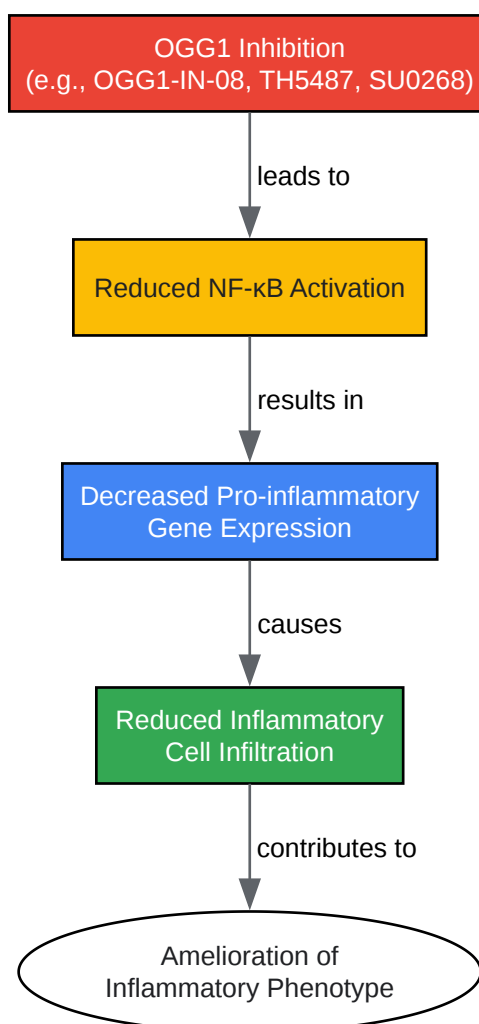 OGG1 Inhibition
(e.g., OGG1-IN-08, TH5487, SU0268)
leads to
Reduced NF-κB Activation
results in
Decreased Pro-inflammatory
Gene Expression
causes
Reduced Inflammatory
Cell Infiltration
contributes to
Amelioration of
Inflammatory Phenotype